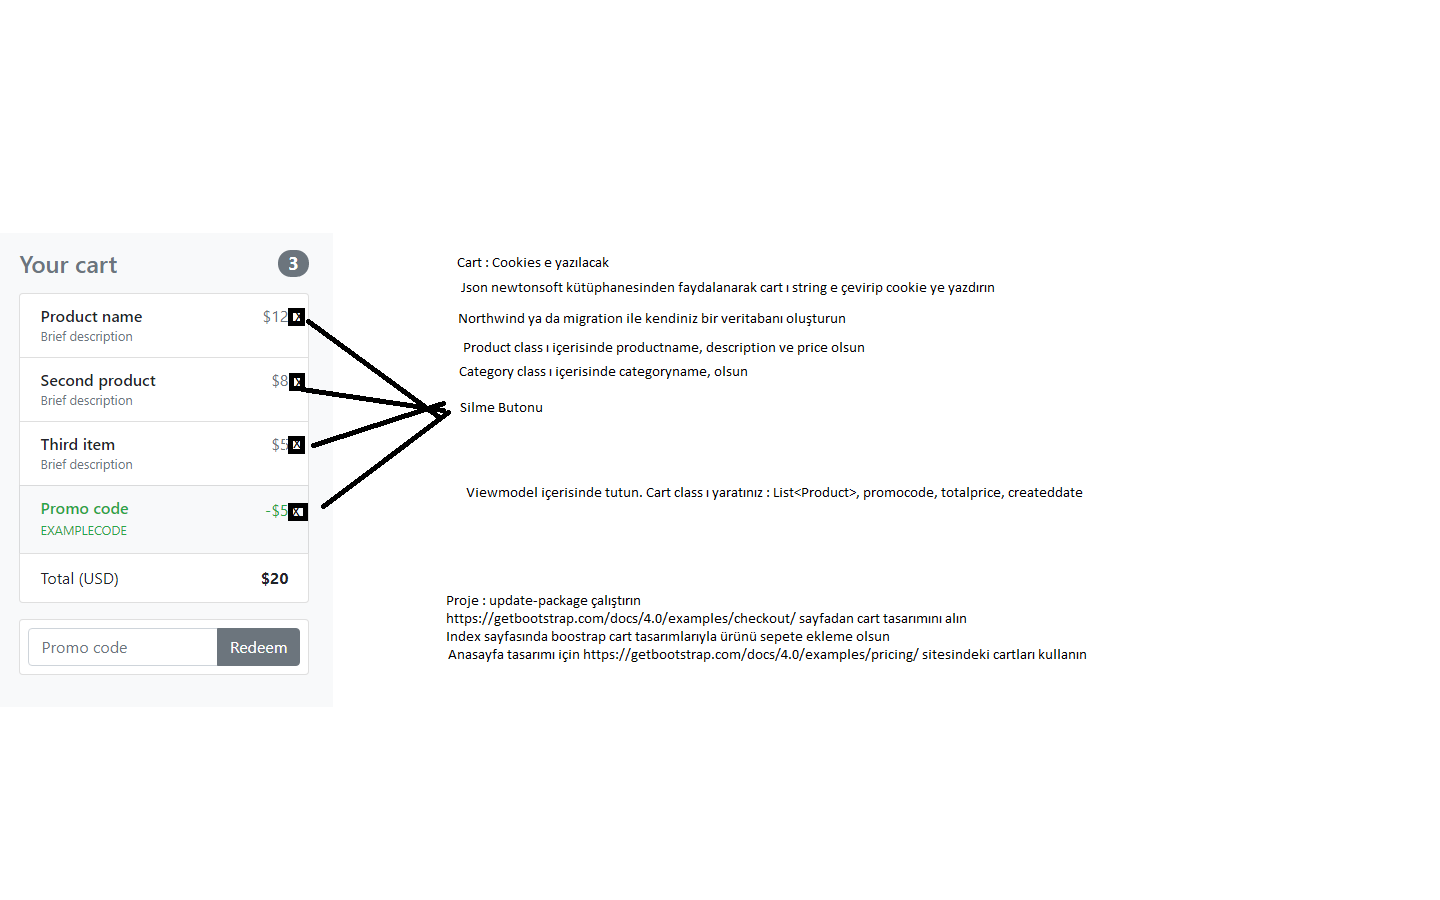 Your cart 3
Product name $12 x
Brief description
Second product $8 x
Brief description
Third item $5 x
Brief description
Promo code -$5 x
EXAMPLECODE
Total (USD) $20
Promo code Redeem
Cart : Cookies e yazılacak
Json newtonsoft kütüphanesinden faydalanarak cart ı string e çevirip cookie ye yazdırın
Northwind ya da migration ile kendiniz bir veritabanı oluşturun
Product class ı içerisinde productname, description ve price olsun
Category class ı içerisinde categoryname, olsun
Silme Butonu
Viewmodel içerisinde tutun. Cart class ı yaratınız : List<Product>, promocode, totalprice, createddate
Proje : update-package çalıştırın
https://getbootstrap.com/docs/4.0/examples/checkout/ sayfadan cart tasarımını alın
Index sayfasında boostrap cart tasarımlarıyla ürünü sepete ekleme olsun
Anasayfa tasarımı için https://getbootstrap.com/docs/4.0/examples/pricing/ sitesindeki cartları kullanın